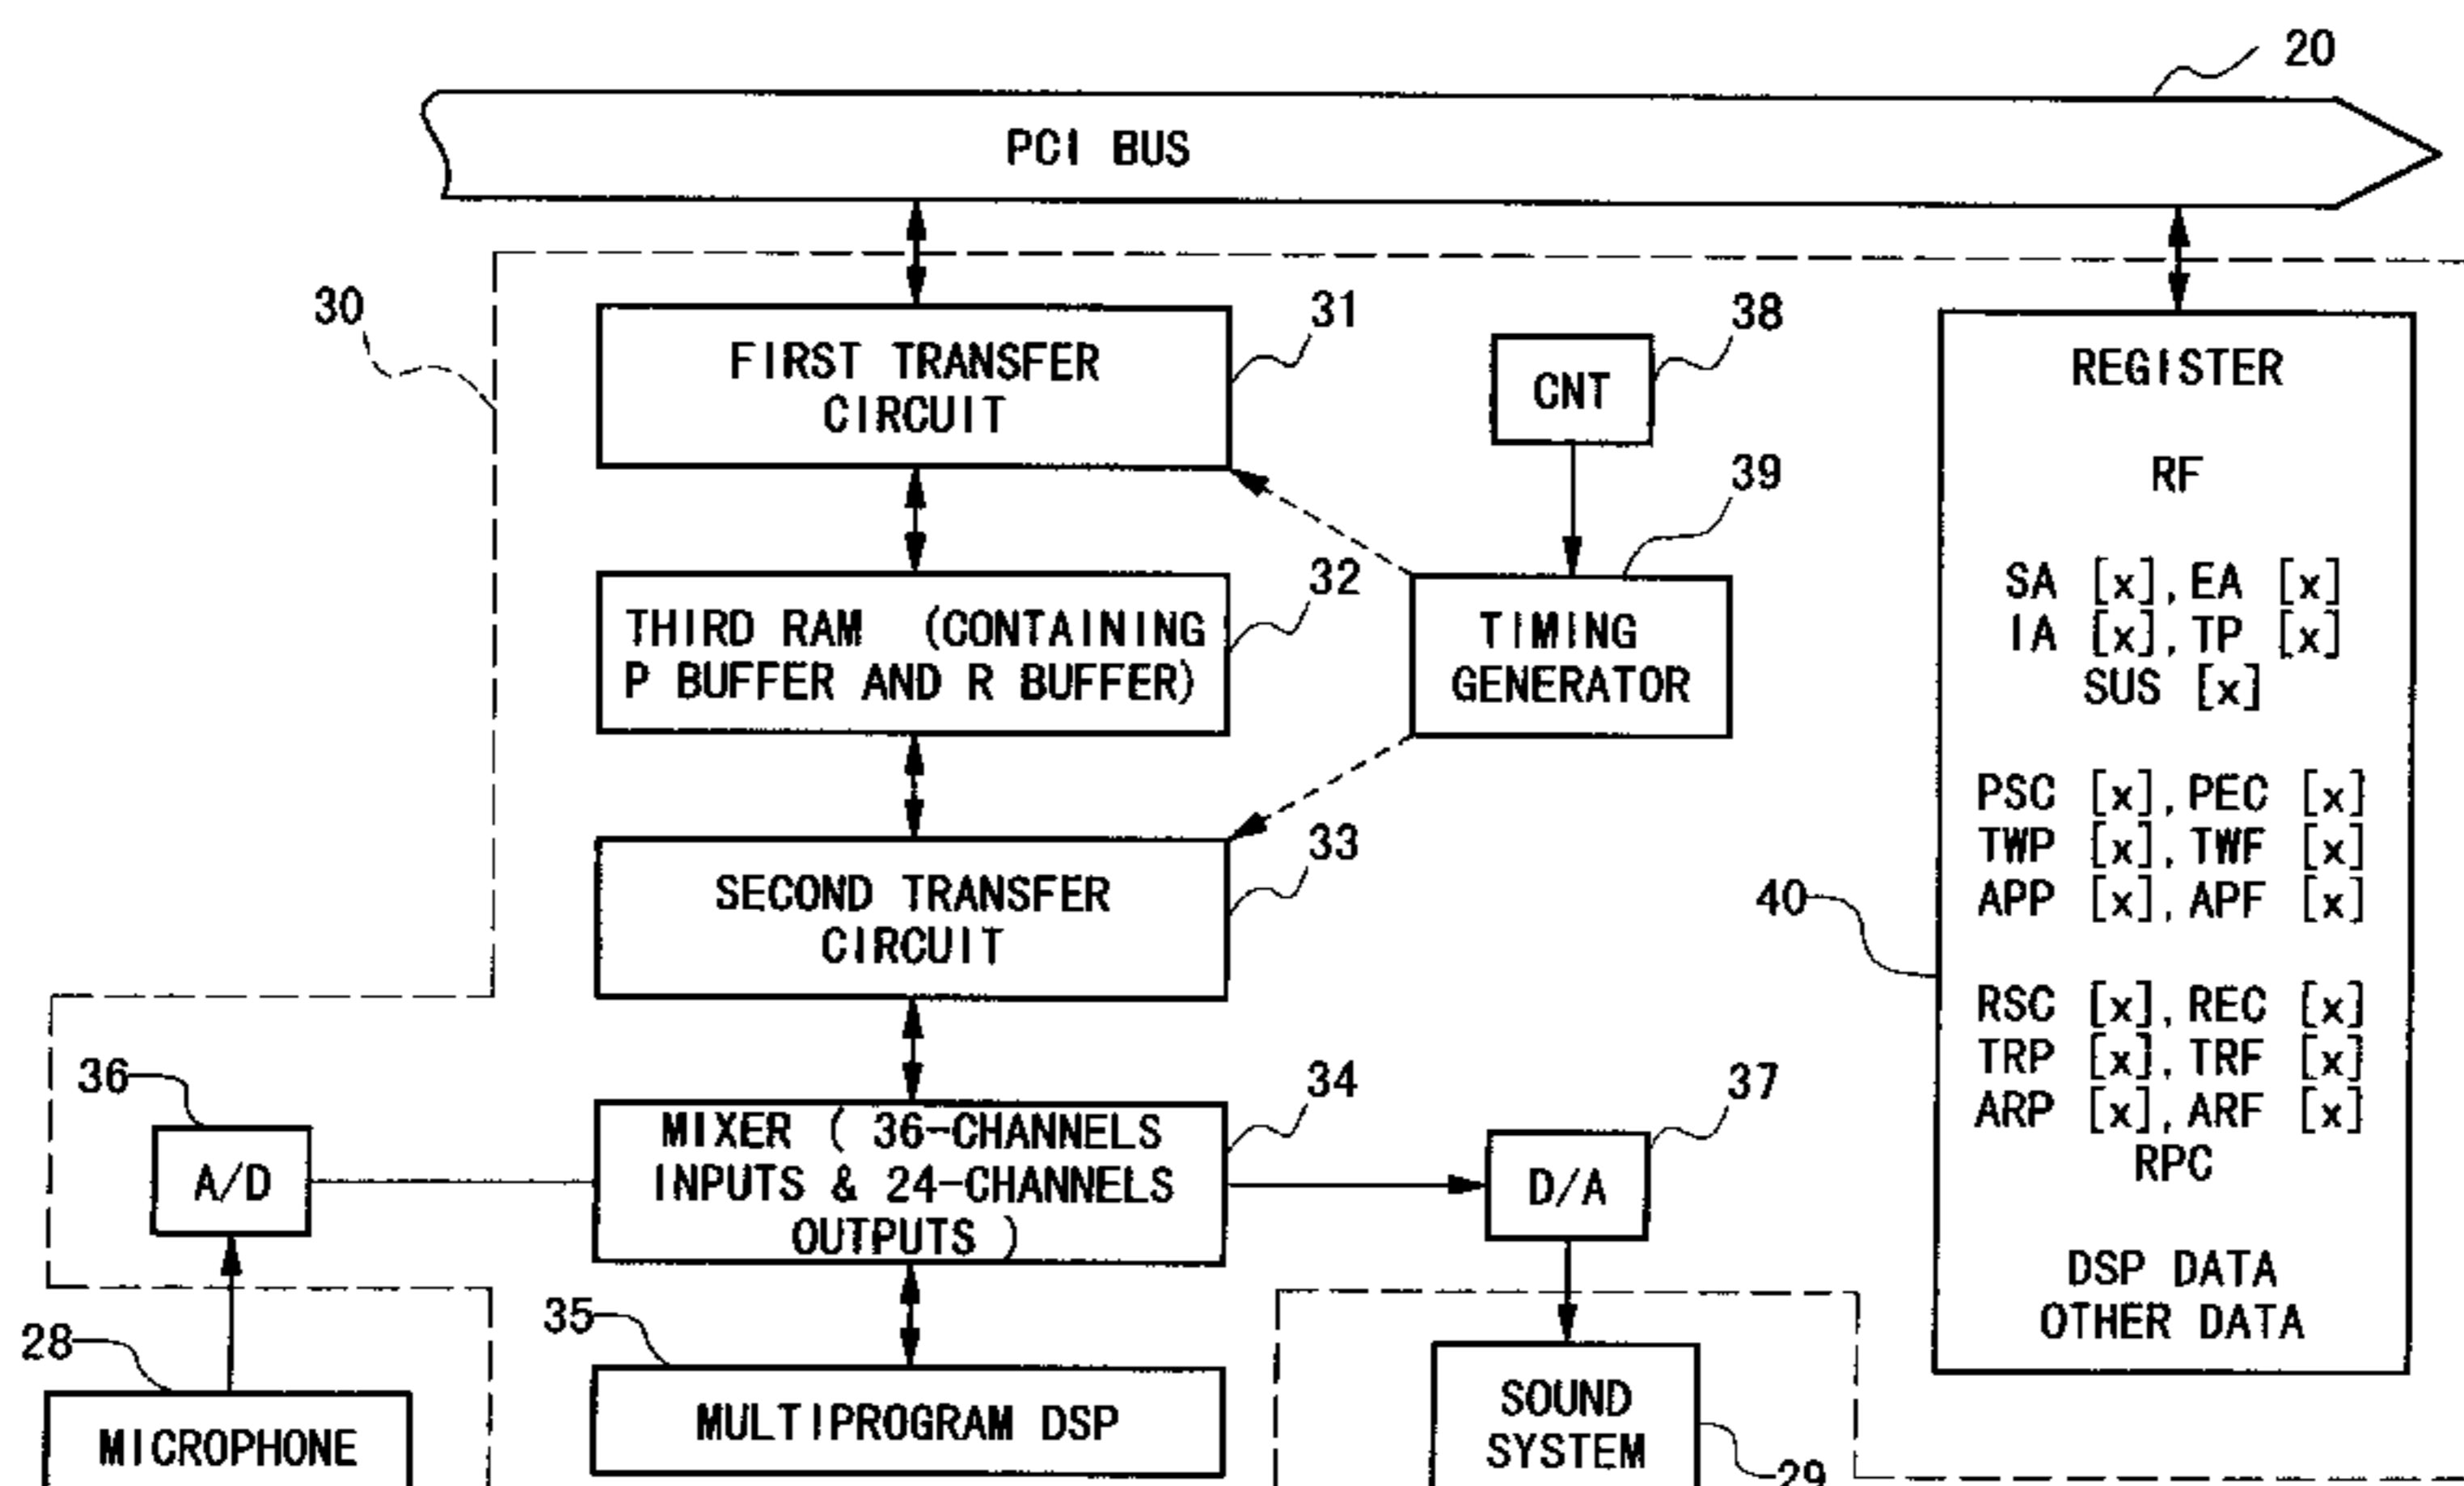 20
PCI BUS
30
31
FIRST TRANSFER
CIRCUIT
38
CNT
39
32
THIRD RAM (CONTAINING
P BUFFER AND R BUFFER)
TIMING
GENERATOR
33
SECOND TRANSFER
CIRCUIT
36
A/D
34
MIXER ( 36-CHANNELS
INPUTS & 24-CHANNELS
OUTPUTS )
37
D/A
35
MULTIPROGRAM DSP
28
MICROPHONE
SOUND
SYSTEM
29
40
REGISTER
RF
SA [x], EA [x]
IA [x], TP [x]
SUS [x]
PSC [x], PEC [x]
TWP [x], TWF [x]
APP [x], APF [x]
RSC [x], REC [x]
TRP [x], TRF [x]
ARP [x], ARF [x]
RPC
DSP DATA
OTHER DATA